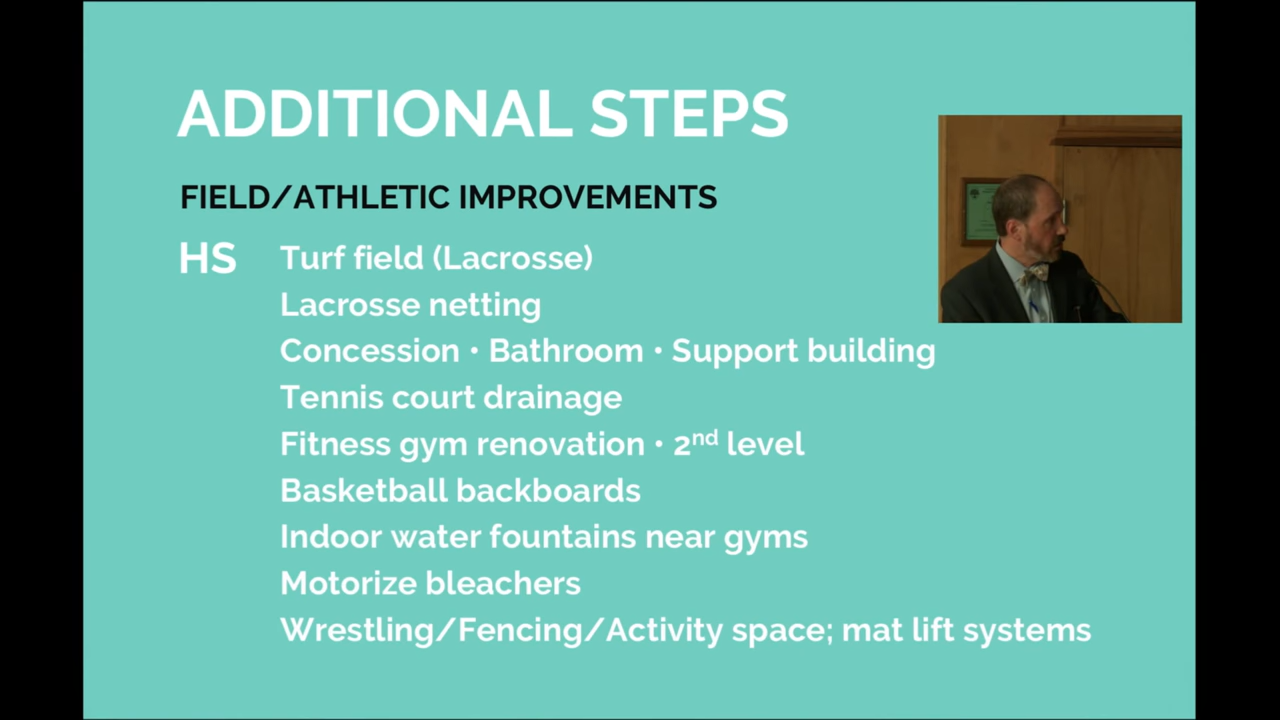 ADDITIONAL STEPS
FIELD/ATHLETIC IMPROVEMENTS
HS Turf field (Lacrosse)
Lacrosse netting
Concession • Bathroom • Support building
Tennis court drainage
Fitness gym renovation • 2nd level
Basketball backboards
Indoor water fountains near gyms
Motorize bleachers
Wrestling/Fencing/Activity space; mat lift systems